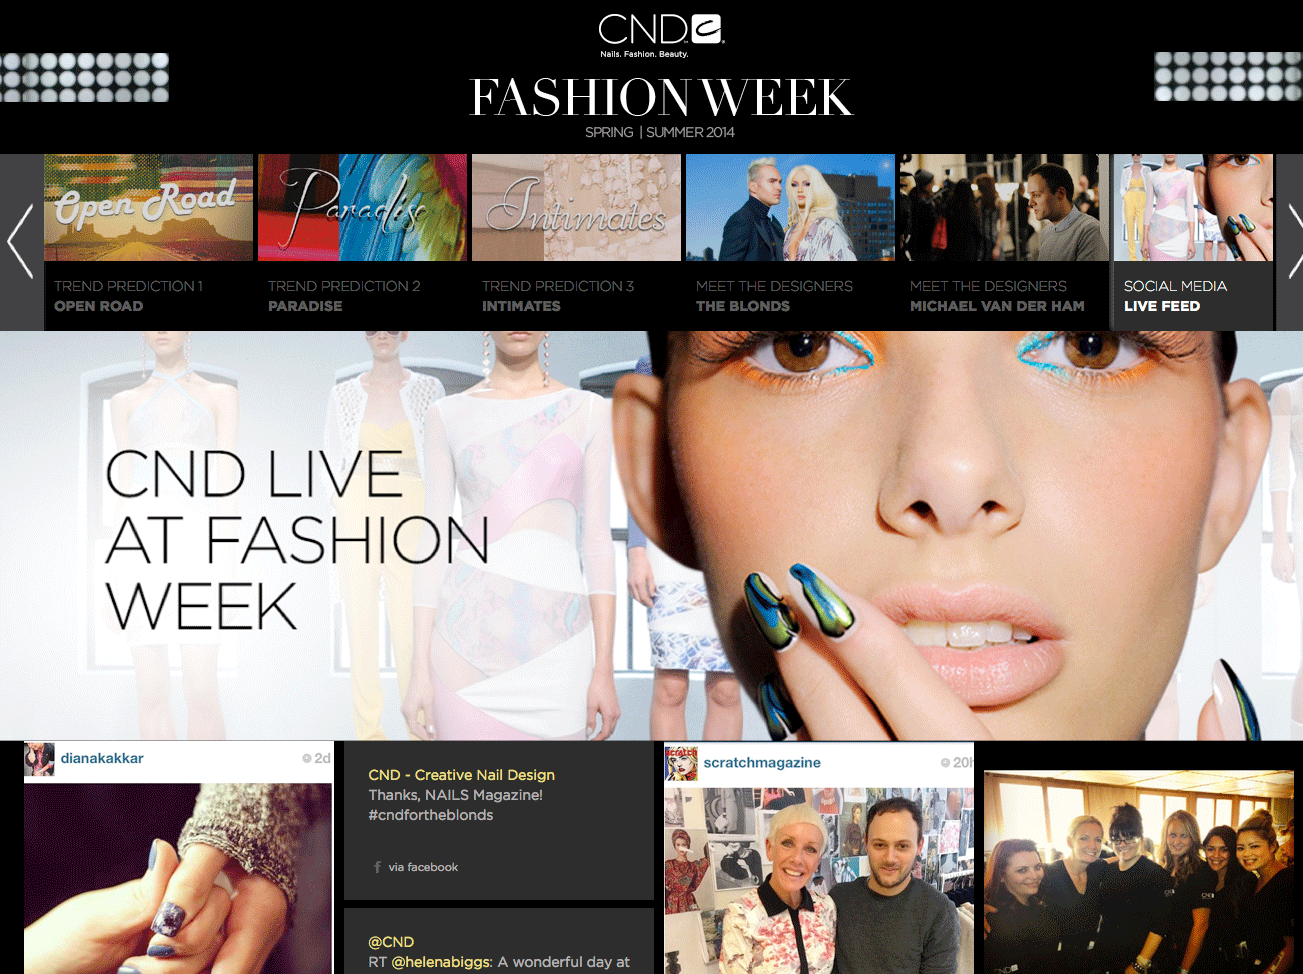 CND
Nails. Fashion. Beauty.
FASHION WEEK
SPRING | SUMMER 2014
Open Road
Paradise
Intimates
TREND PREDICTION 1
OPEN ROAD
TREND PREDICTION 2
PARADISE
TREND PREDICTION 3
INTIMATES
MEET THE DESIGNERS
THE BLONDS
MEET THE DESIGNERS
MICHAEL VAN DER HAM
SOCIAL MEDIA
LIVE FEED
CND LIVE
AT FASHION
WEEK
dianakakkar
2d
CND - Creative Nail Design
Thanks, NAILS Magazine!
#cndfortheblonds
f via facebook
@CND
RT @helenabiggs: A wonderful day at
scratch
scratchmagazine
20h
CND